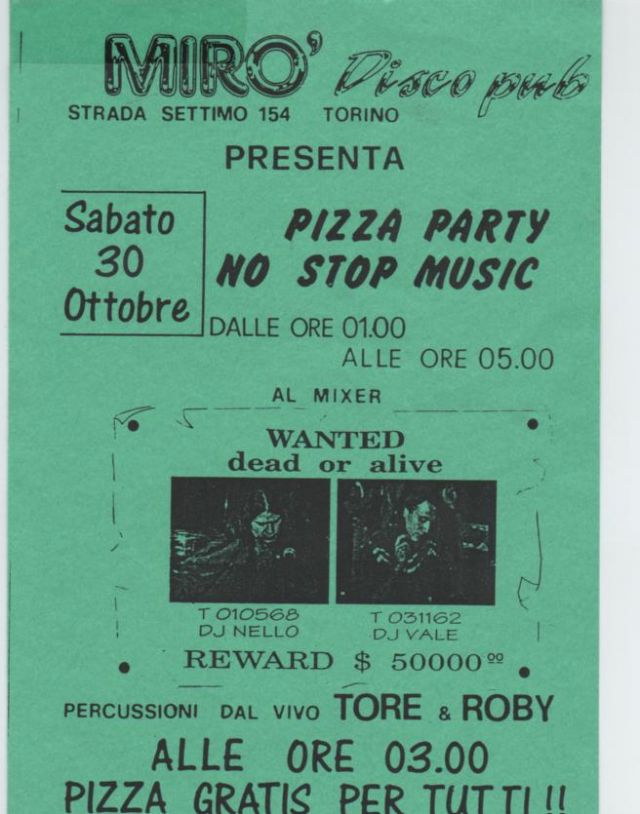 MIRO' Disco pub
STRADA SETTIMO 154 TORINO
PRESENTA
Sabato
30
Ottobre
PIZZA PARTY
NO STOP MUSIC
DALLE ORE 01.00
ALLE ORE 05.00
AL MIXER
WANTED
dead or alive
T 010568
DJ NELLO
T 031162
DJ VALE
REWARD $ 50000 00
PERCUSSIONI DAL VIVO TORE & ROBY
ALLE ORE 03.00
PIZZA GRATIS PER TUTTI!!